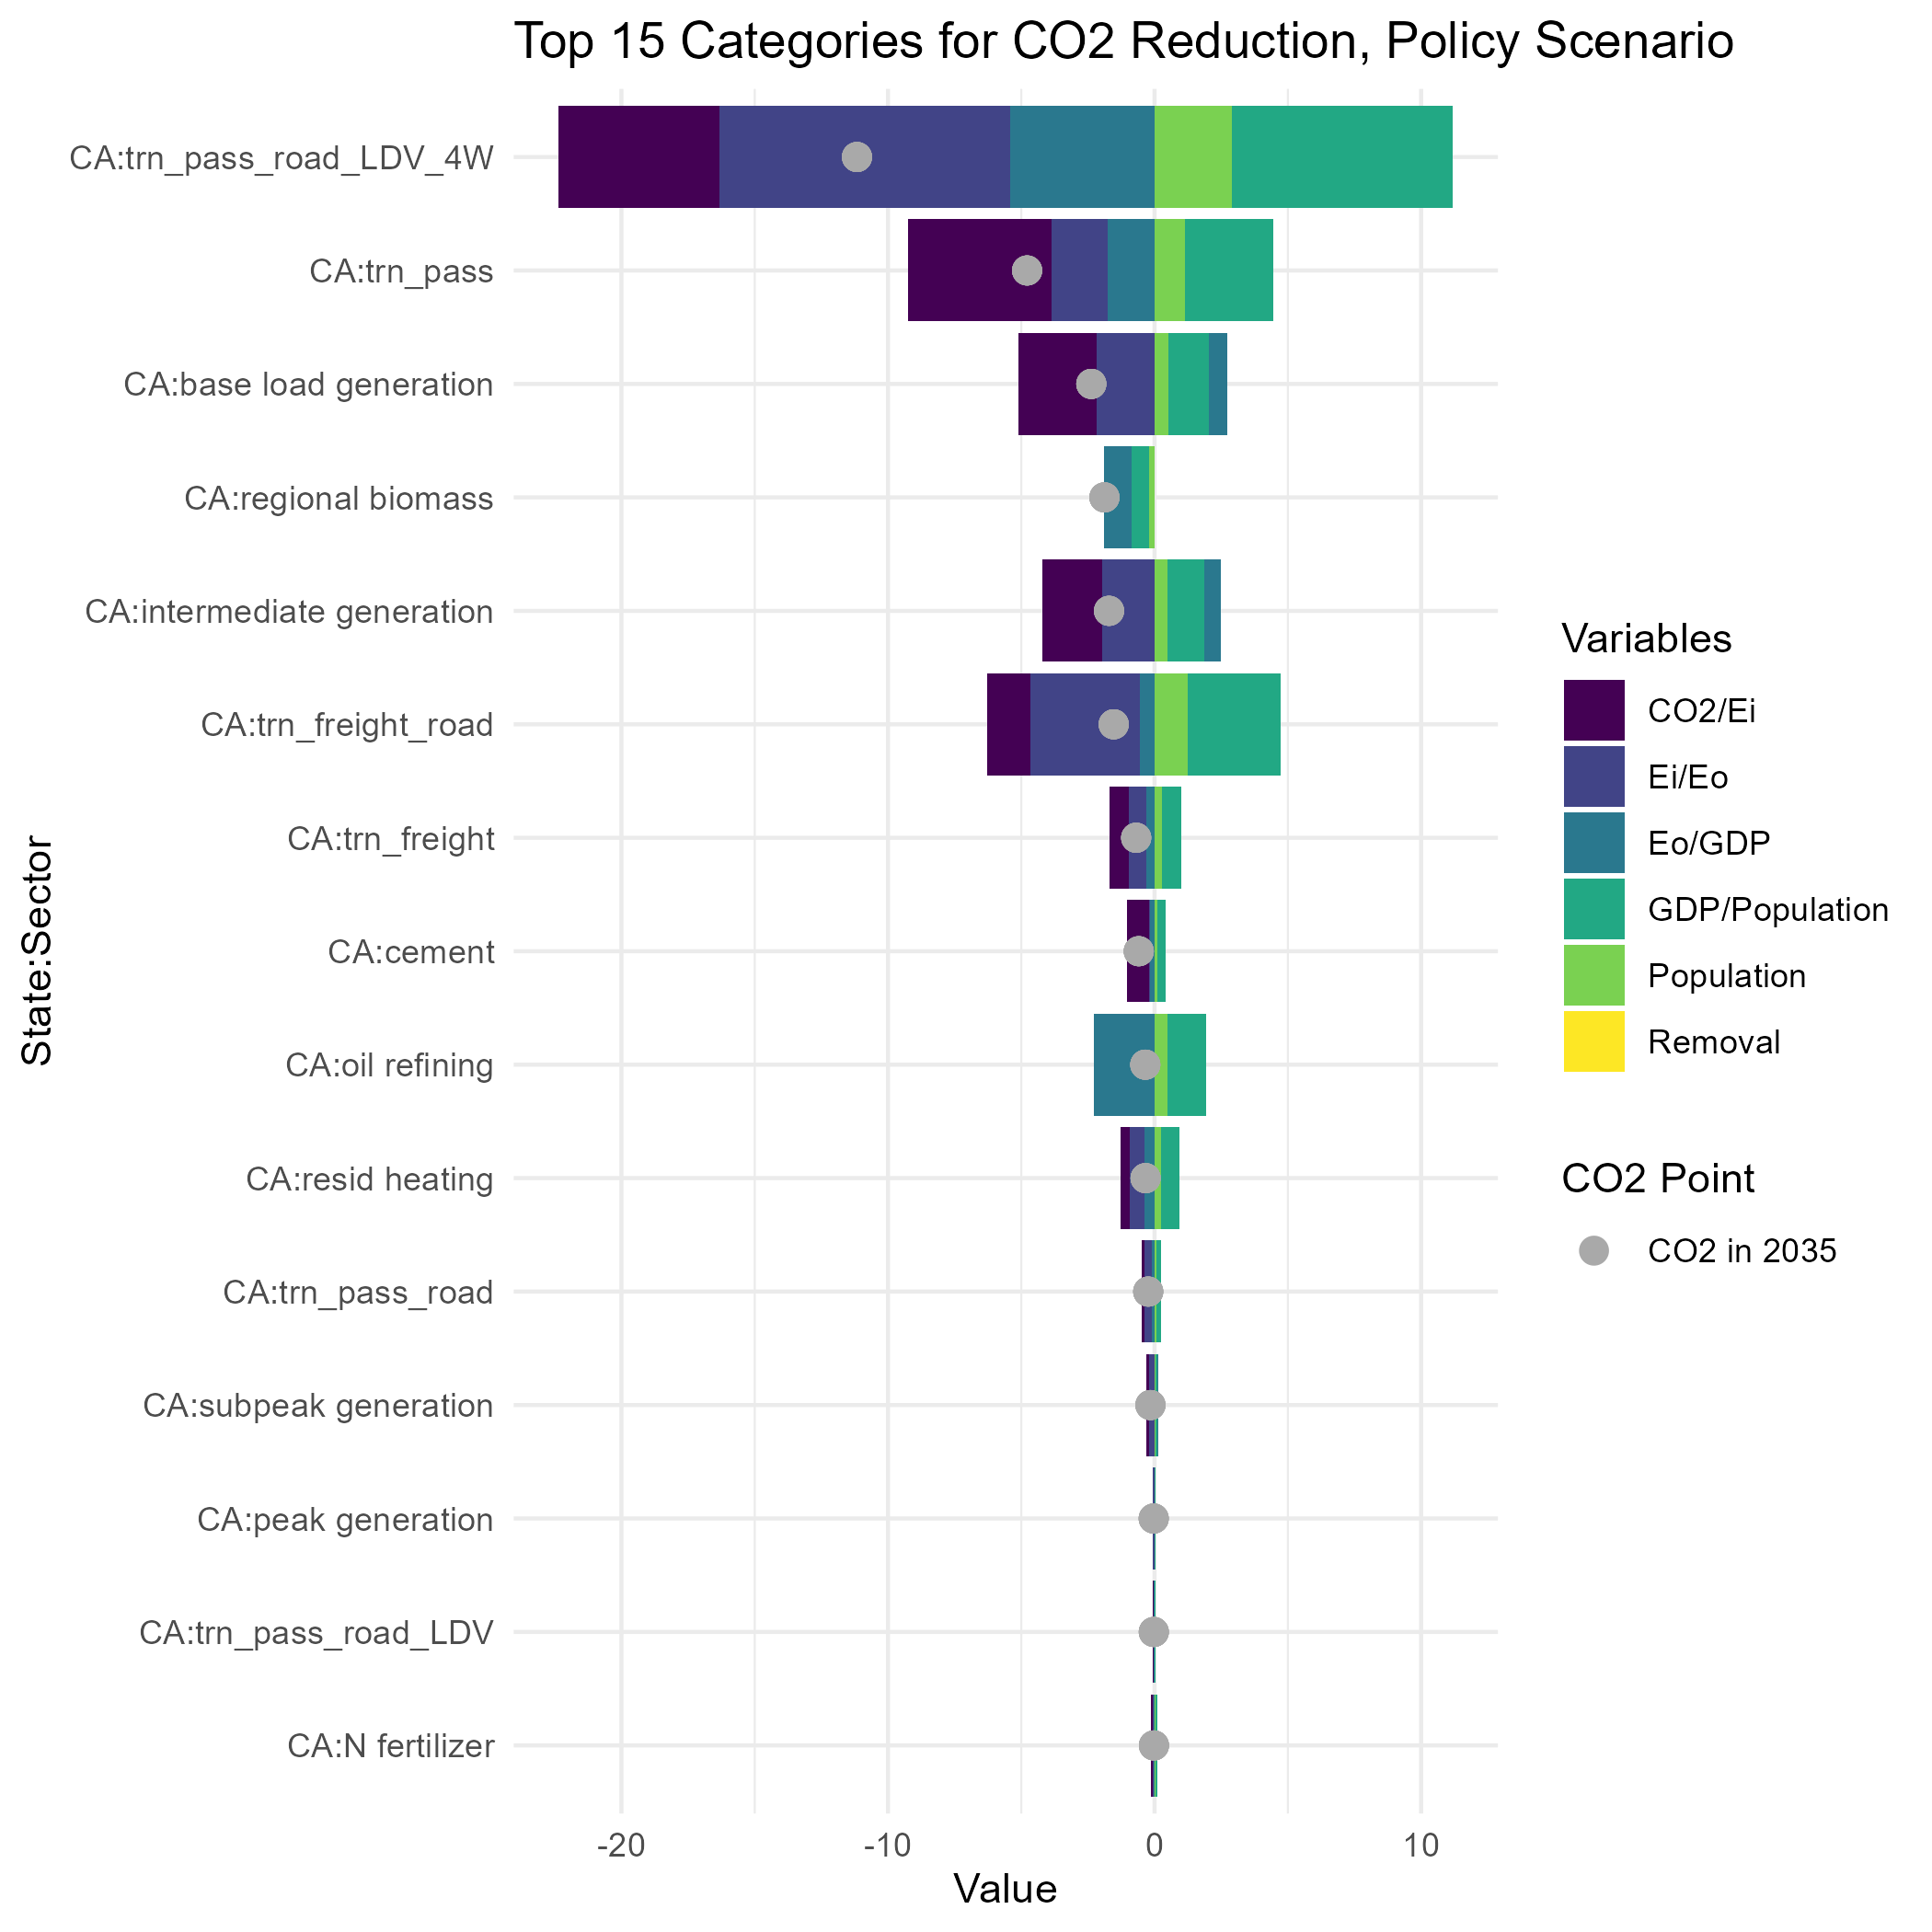 Top 15 Categories for CO2 Reduction, Policy Scenario
State:Sector
CA:trn_pass_road_LDV_4W
CA:trn_pass
CA:base load generation
CA:regional biomass
CA:intermediate generation
CA:trn_freight_road
CA:trn_freight
CA:cement
CA:oil refining
CA:resid heating
CA:trn_pass_road
CA:subpeak generation
CA:peak generation
CA:trn_pass_road_LDV
CA:N fertilizer
-20 -10 0 10
Value
Variables
CO2/Ei
Ei/Eo
Eo/GDP
GDP/Population
Population
Removal
CO2 Point
CO2 in 2035